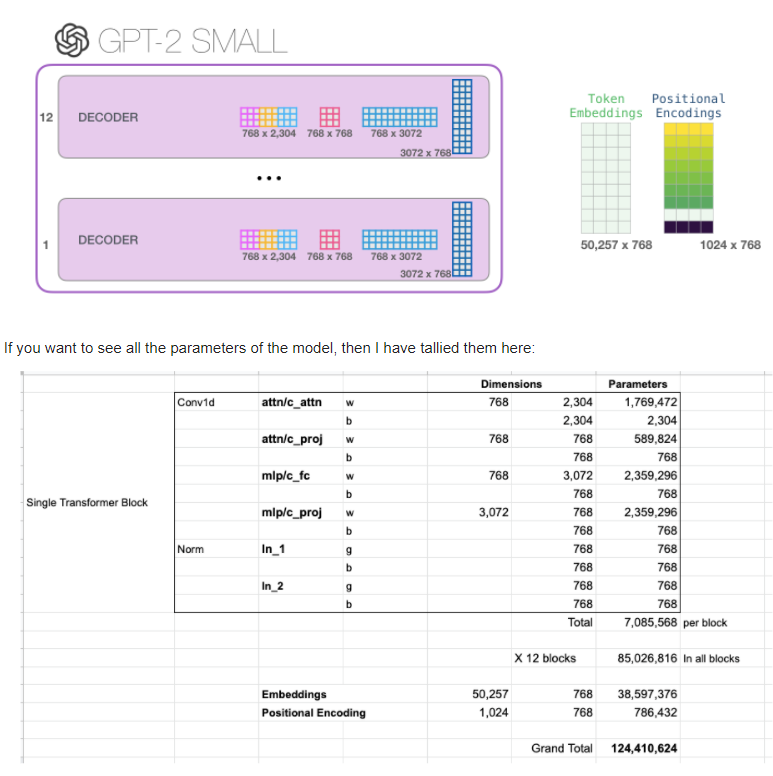 GPT-2 SMALL
12 DECODER
768 x 2,304 768 x 768 768 x 3072
3072 x 768
...
1 DECODER
768 x 2,304 768 x 768 768 x 3072
3072 x 768
Token Embeddings
Positional Encodings
50,257 x 768 1024 x 768
If you want to see all the parameters of the model, then I have tallied them here:
Dimensions Parameters
Conv1d attn/c_attn w 768 2,304 1,769,472
b 2,304 2,304
attn/c_proj w 768 768 589,824
b 768 768
mlp/c_fc w 768 3,072 2,359,296
b 768 768
Single Transformer Block
mlp/c_proj w 3,072 768 2,359,296
b 768 768
Norm ln_1 g 768 768
b 768 768
ln_2 g 768 768
b 768 768
Total 7,085,568 per block
X 12 blocks 85,026,816 In all blocks
Embeddings 50,257 768 38,597,376
Positional Encoding 1,024 768 786,432
Grand Total 124,410,624